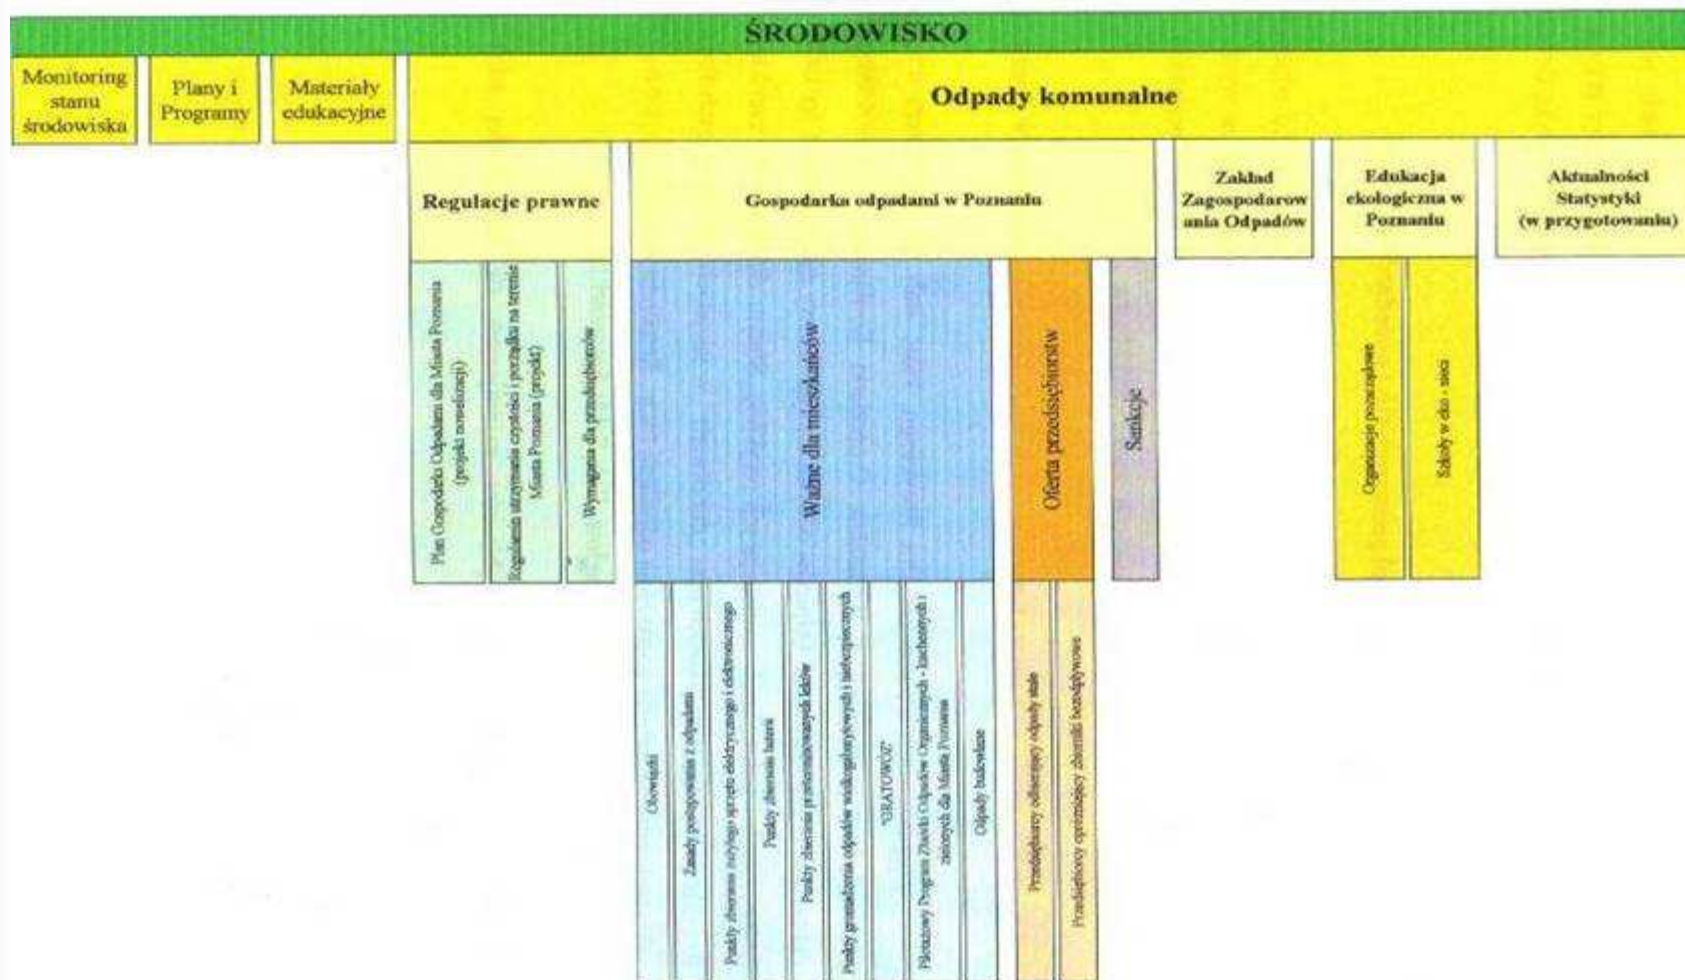 ŚRODOWISKO
Monitoring
stanu
środowiska
Plany i
Programy
Materiały
edukacyjne
Odpady komunalne
Regulacje prawne
Gospodarka odpadami w Poznaniu
Zakład
Zagospodarow
ania Odpadów
Edukacja
ekologiczna w
Poznaniu
Aktualności
Statystyki
(w przygotowaniu)
Plan Gospodarki Odpadami dla Miasta Poznania
(projekt nowelizacji)
Regulamin utrzymania czystości i porządku na terenie
Miasta Poznania (projekt)
Wymagania dla przedsiębiorców
Ważne dla mieszkańców
Oferta przedsiębiorstw
Sankcje
Organizacje pozarządowe
Szkoły w eko - sieci
Obowiązki
Zasady postępowania z odpadami
Punkty zbierania zużytego sprzętu elektrycznego i elektronicznego
Punkty zbierania baterii
Punkty zbierania przeterminowanych leków
Punkty gromadzenia odpadów wielkogabarytowych i niebezpiecznych
"GRATOWÓZ"
Pilotażowy Program Zbiórki Odpadów Organicznych - kuchennych i
zielonych dla Miasta Poznania
Odpady budowlane
Przedsiębiorcy odbierający odpady stałe
Przedsiębiorcy opróżniający zbiorniki bezodpływowe